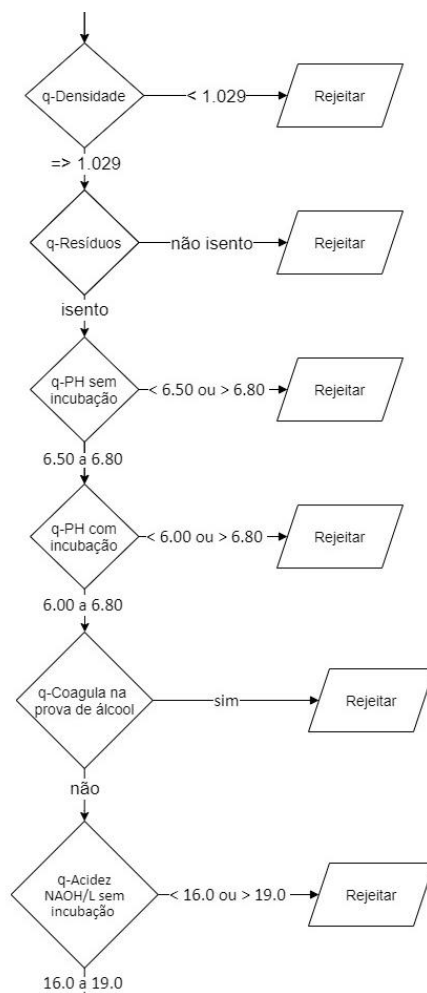 q-Densidade
< 1.029
Rejeitar
=> 1.029
q-Resíduos
não isento
Rejeitar
isento
q-PH sem
incubação
< 6.50 ou > 6.80
Rejeitar
6.50 a 6.80
q-PH com
incubação
< 6.00 ou > 6.80
Rejeitar
6.00 a 6.80
q-Coagula na
prova de álcool
sim
Rejeitar
não
q-Acidez
NAOH/L sem
incubação
< 16.0 ou > 19.0
Rejeitar
16.0 a 19.0